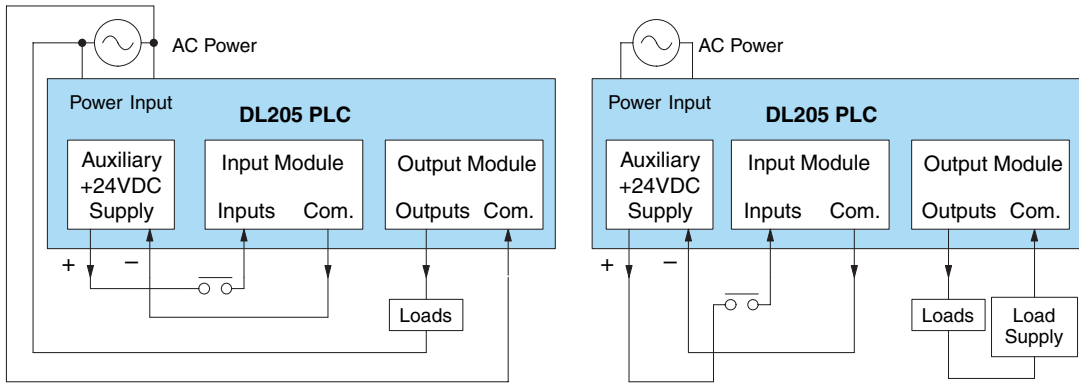 AC Power
Power Input
DL205 PLC
Auxiliary
+24VDC
Supply
Input Module
Inputs Com.
Output Module
Outputs Com.
+
−
Loads
AC Power
Power Input
DL205 PLC
Auxiliary
+24VDC
Supply
Input Module
Inputs Com.
Output Module
Outputs Com.
+
−
Loads
Load
Supply